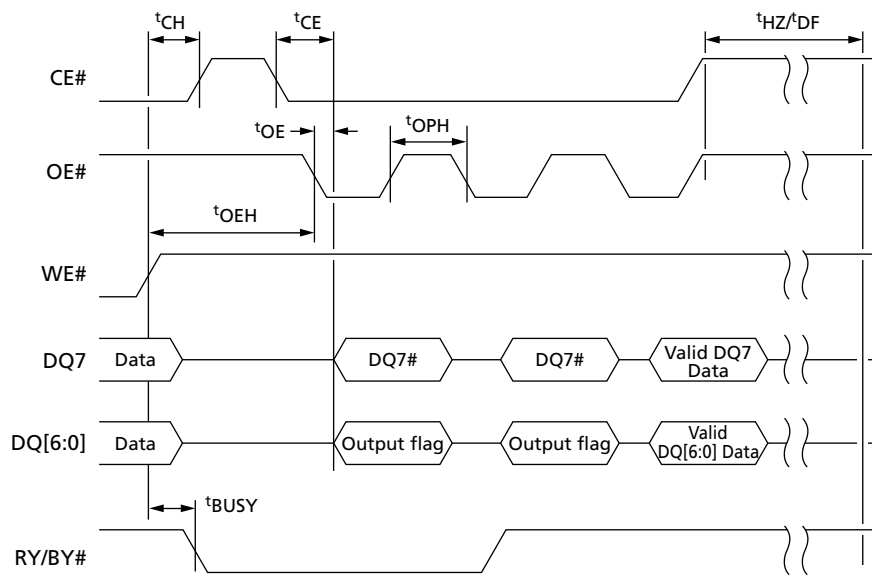 tCH
tCE
tHZ/tDF
CE#
tOE
tOPH
OE#
tOEH
WE#
DQ7
Data
DQ7#
DQ7#
Valid DQ7
Data
DQ[6:0]
Data
Output flag
Output flag
Valid
DQ[6:0] Data
tBUSY
RY/BY#